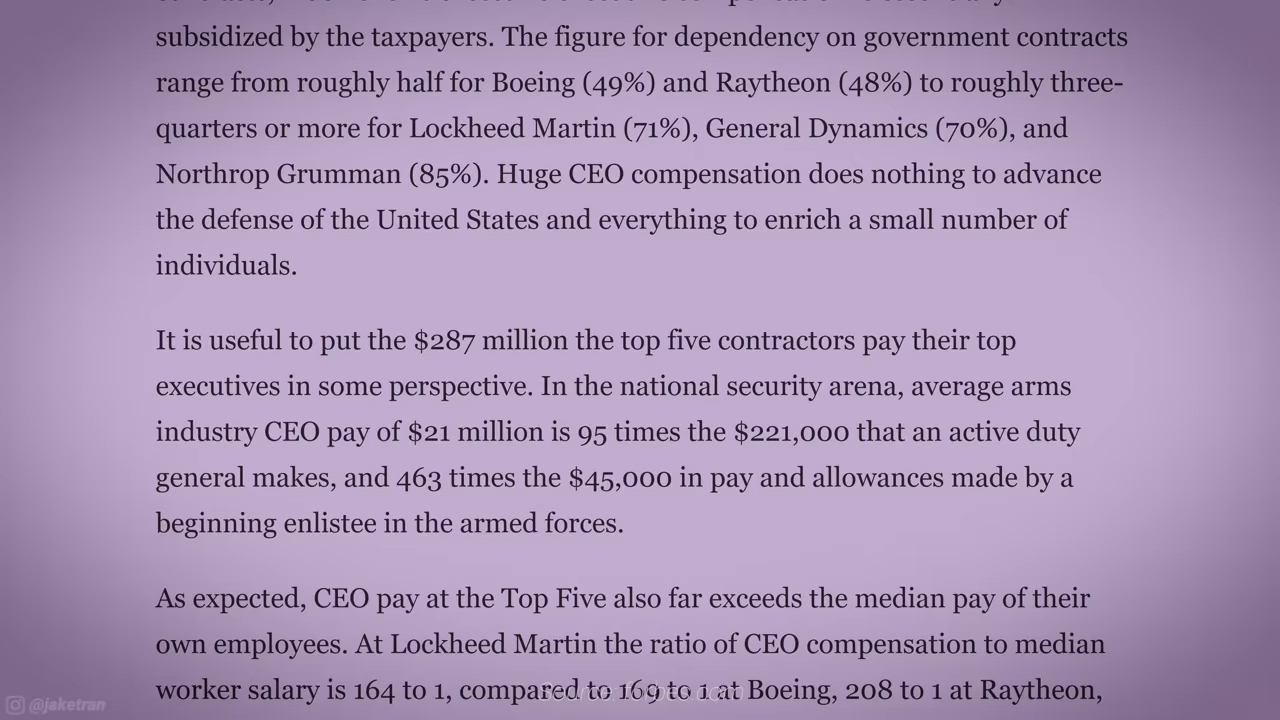 subsidized by the taxpayers. The figure for dependency on government contracts
range from roughly half for Boeing (49%) and Raytheon (48%) to roughly three-
quarters or more for Lockheed Martin (71%), General Dynamics (70%), and
Northrop Grumman (85%). Huge CEO compensation does nothing to advance
the defense of the United States and everything to enrich a small number of
individuals.
It is useful to put the $287 million the top five contractors pay their top
executives in some perspective. In the national security arena, average arms
industry CEO pay of $21 million is 95 times the $221,000 that an active duty
general makes, and 463 times the $45,000 in pay and allowances made by a
beginning enlistee in the armed forces.
As expected, CEO pay at the Top Five also far exceeds the median pay of their
own employees. At Lockheed Martin the ratio of CEO compensation to median
worker salary is 164 to 1, compared to 169 to 1 at Boeing, 208 to 1 at Raytheon,
Source: forbes.com
@jaketran